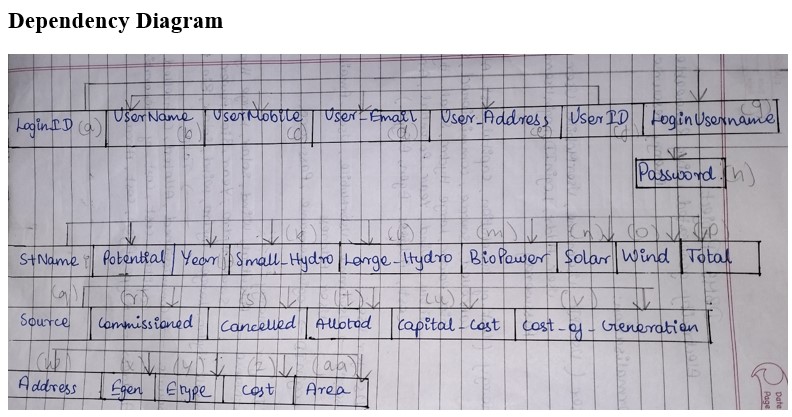 Dependency Diagram
LoginID (a) UserName (b) UserMobile (c) User_Email (d) User_Address (e) UserID LoginUsername (g)
Password (h)
StName Potential Year Small_Hydro (k) Large_Hydro (l) BioPower (m) Solar (n) Wind (o) Total (p)
(q) (r) (s) (t) (u) (v)
Source Commissioned Cancelled Alloted Capital_cost Cost_of_Generation
(w) (x) (y) (z) (aa)
Address Egen Etype Cost Area
Date
Page